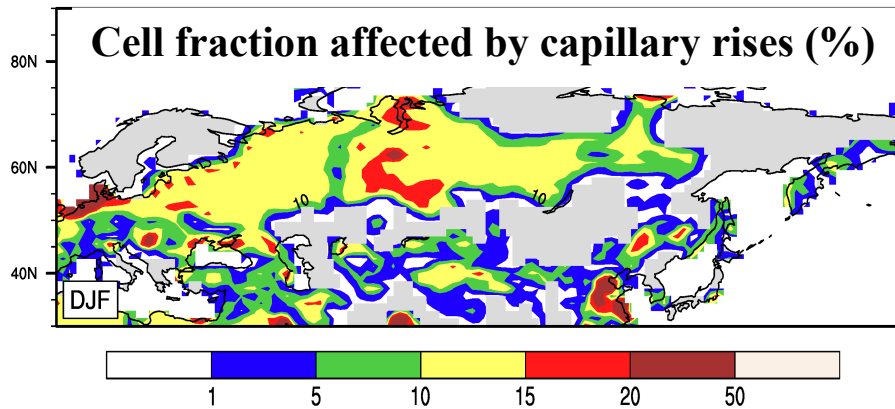 Cell fraction affected by capillary rises (%)
80N
60N
40N
10
10
DJF
1 5 10 15 20 50